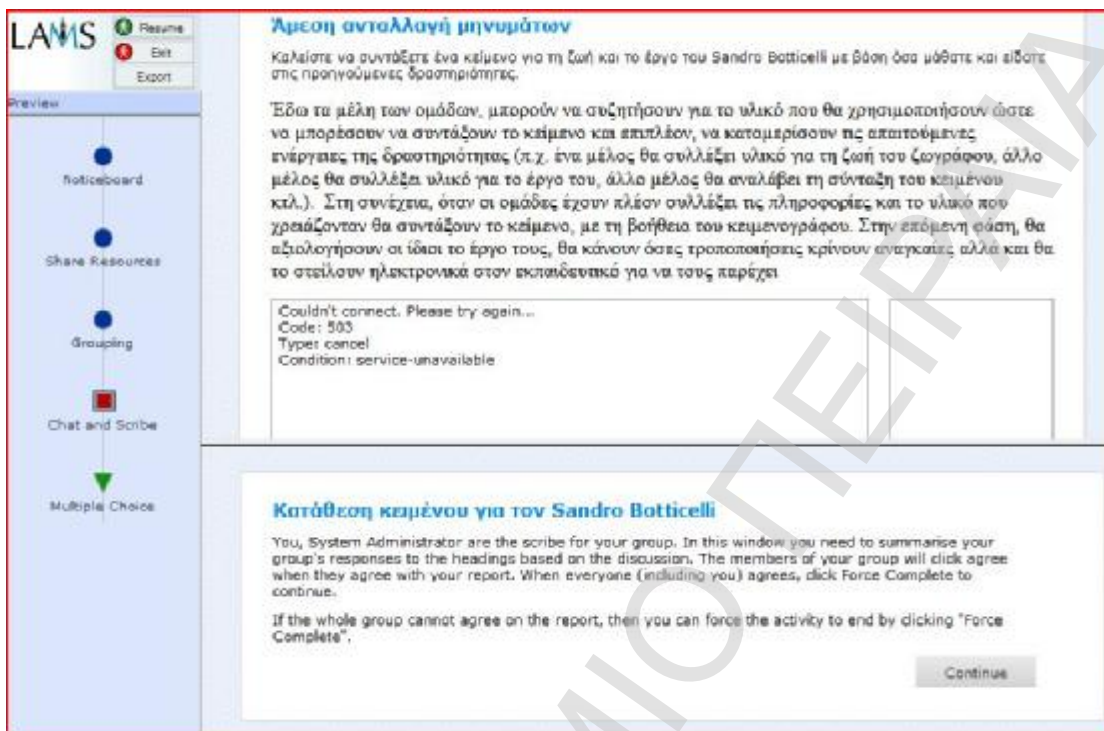 LAMS
Resume
Exit
Export
Preview
Noticeboard
Share Resources
Grouping
Chat and Scribe
Multiple Choice
Άμεση ανταλλαγή μηνυμάτων
Καλείστε να συντάξετε ένα κείμενο για τη ζωή και το έργο του Sandro Botticelli με βάση όσα μάθατε και είδατε
στις προηγούμενες δραστηριότητες.
Έδω τα μέλη των ομάδων, μπορούν να συζητήσουν για το υλικό που θα χρησιμοποιήσουν ώστε
να μπορέσουν να συντάξουν το κείμενο και επιπλέον, να καταμερίσουν τις απαιτούμενες
ενέργειες της δραστηριότητας (π.χ. ένα μέλος θα συλλέξει υλικό για τη ζωή του ζωγράφου, άλλο
μέλος θα συλλέξει υλικό για το έργο του, άλλο μέλος θα αναλάβει τη σύνταξη του κειμένου
κτλ.). Στη συνέχεια, όταν οι ομάδες έχουν πλέον συλλέξει τις πληροφορίες και το υλικό που
χρειάζονταν θα συντάξουν το κείμενο, με τη βοήθεια του κειμενογράφου. Στην επόμενη φάση, θα
αξιολογήσουν οι ίδιοι το έργο τους, θα κάνουν όσες τροποποιήσεις κρίνουν αναγκαίες αλλά και θα
το στείλουν ηλεκτρονικά στον εκπαιδευτικό για να τους παρέχει
Couldn't connect. Please try again...
Code: 503
Type: cancel
Condition: service-unavailable
Κατάθεση κειμένου για τον Sandro Botticelli
You, System Administrator are the scribe for your group. In this window you need to summarise your
group's responses to the headings based on the discussion. The members of your group will click agree
when they agree with your report. When everyone (including you) agrees, click Force Complete to
continue.
If the whole group cannot agree on the report, then you can force the activity to end by clicking "Force
Complete".
Continue
ΜΙΟ ΠΕΙΡΑΙΑ